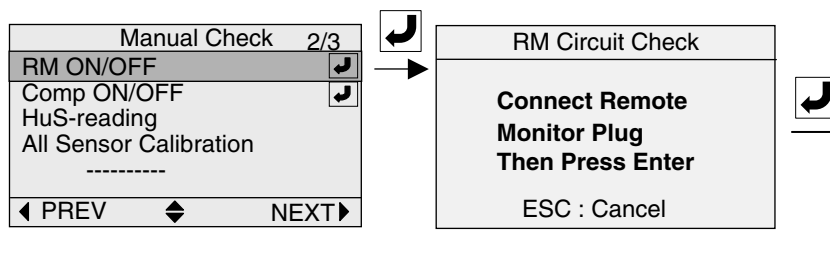 Manual Check 2/3
RM ON/OFF
Comp ON/OFF
HuS-reading
All Sensor Calibration
----------
PREV NEXT
RM Circuit Check
Connect Remote
Monitor Plug
Then Press Enter
ESC : Cancel